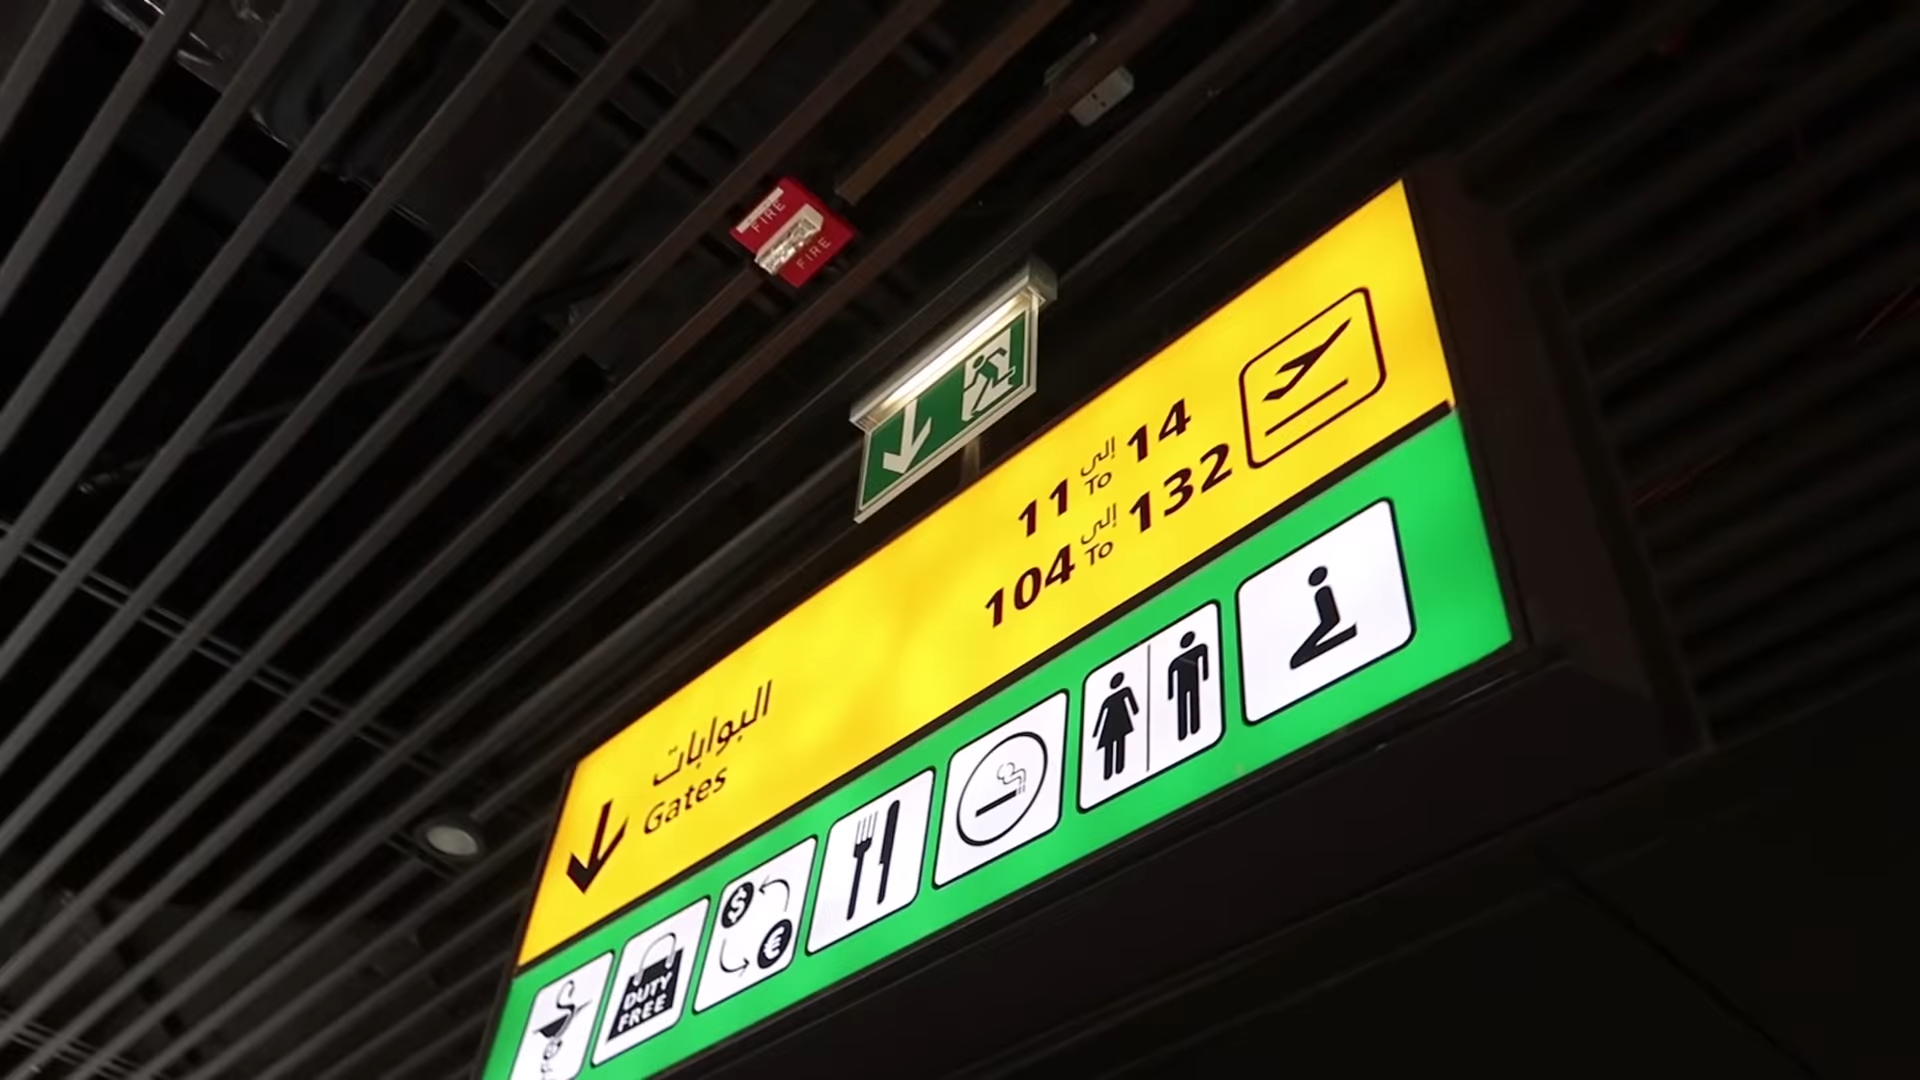 FIRE
FIRE
11 إلى TO 14
104 إلى TO 132
البوابات
Gates
$
€
DUTY
FREE